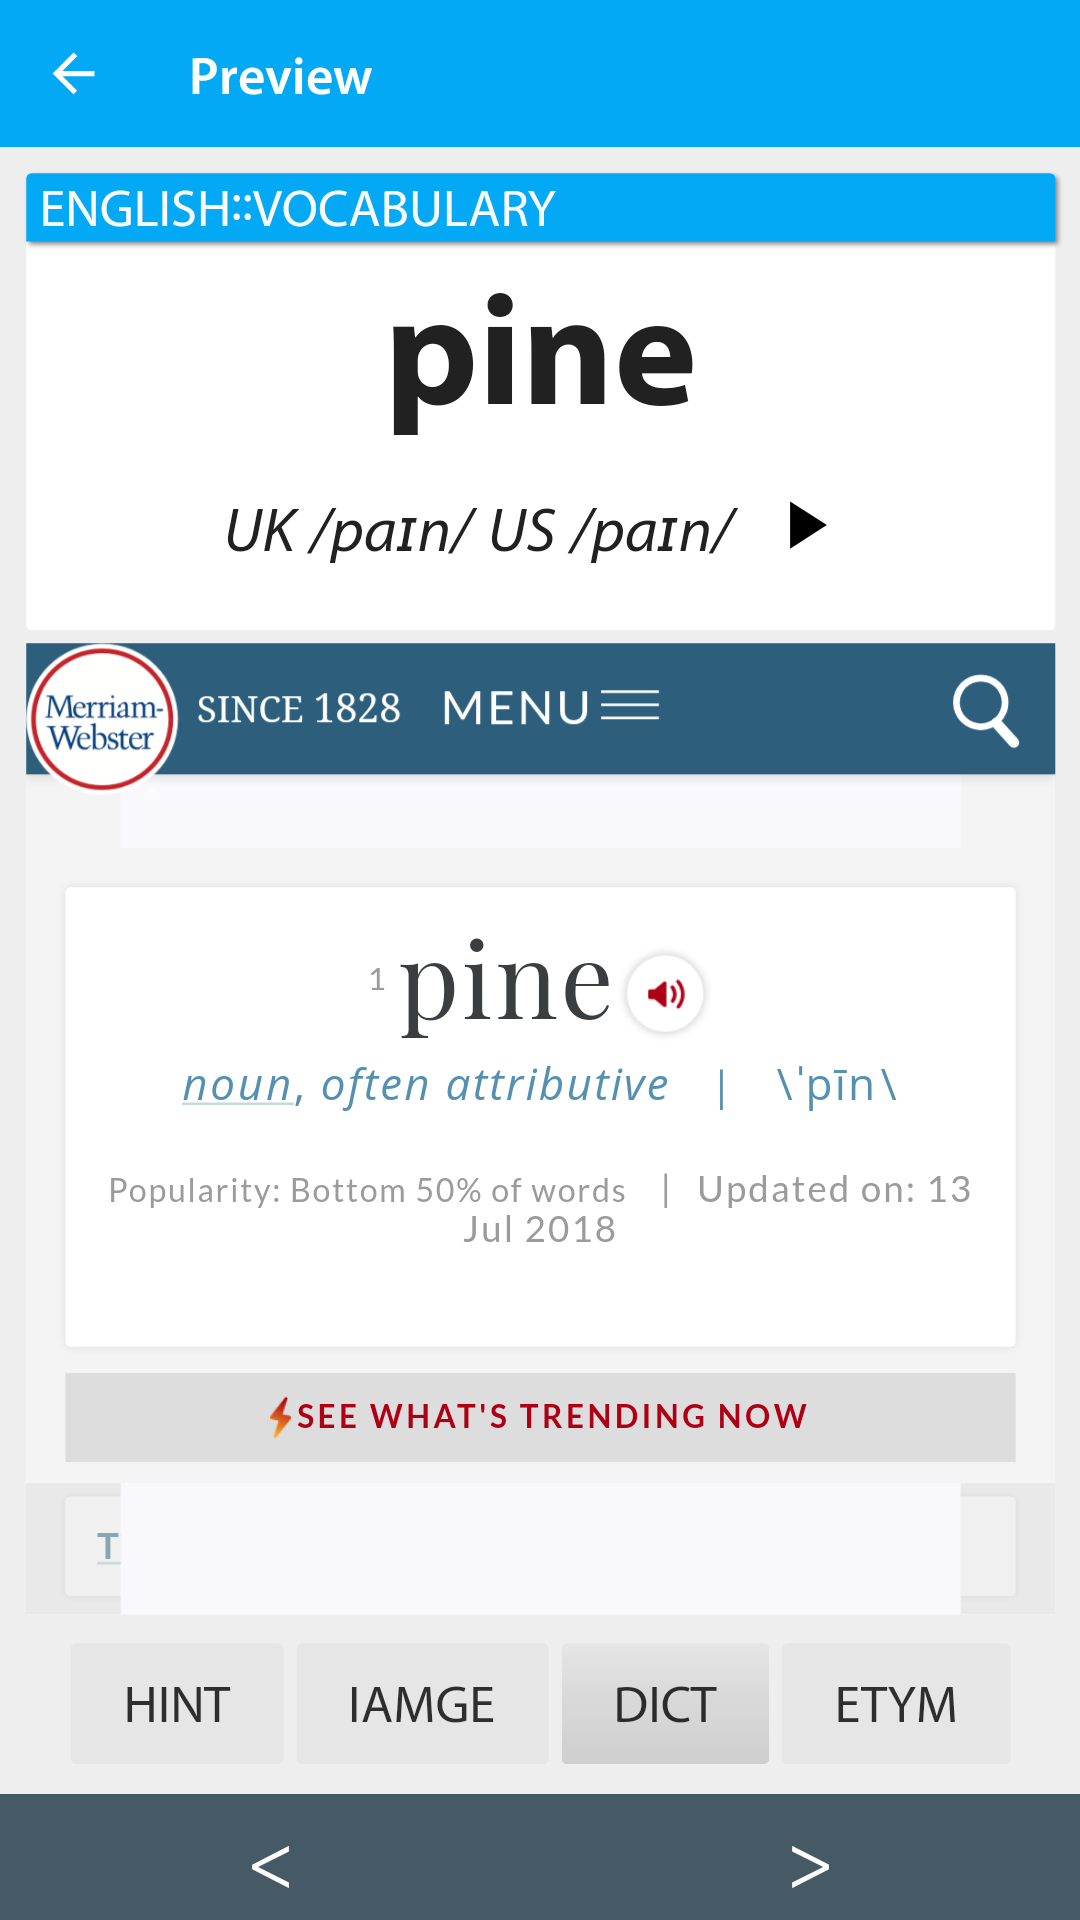 Preview
ENGLISH::VOCABULARY
pine
UK /paɪn/ US /paɪn/
Merriam-
Webster
SINCE 1828 MENU
1 pine
noun, often attributive | \ˈpīn\
Popularity: Bottom 50% of words | Updated on: 13
Jul 2018
SEE WHAT'S TRENDING NOW
T
HINT IAMGE DICT ETYM
< >